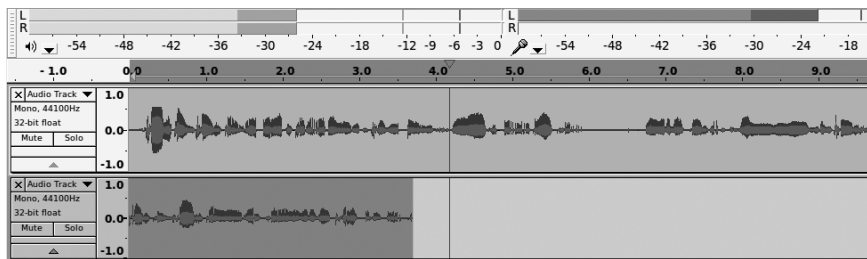 L
R
-54 -48 -42 -36 -30 -24 -18 -12 -9 -6 -3 0
L
R
-54 -48 -42 -36 -30 -24 -18
- 1.0 0.0 1.0 2.0 3.0 4.0 5.0 6.0 7.0 8.0 9.0
X Audio Track 1.0
Mono, 44100Hz
32-bit float
0.0-
Mute Solo
-1.0
X Audio Track 1.0
Mono, 44100Hz
32-bit float
0.0-
Mute Solo
-1.0